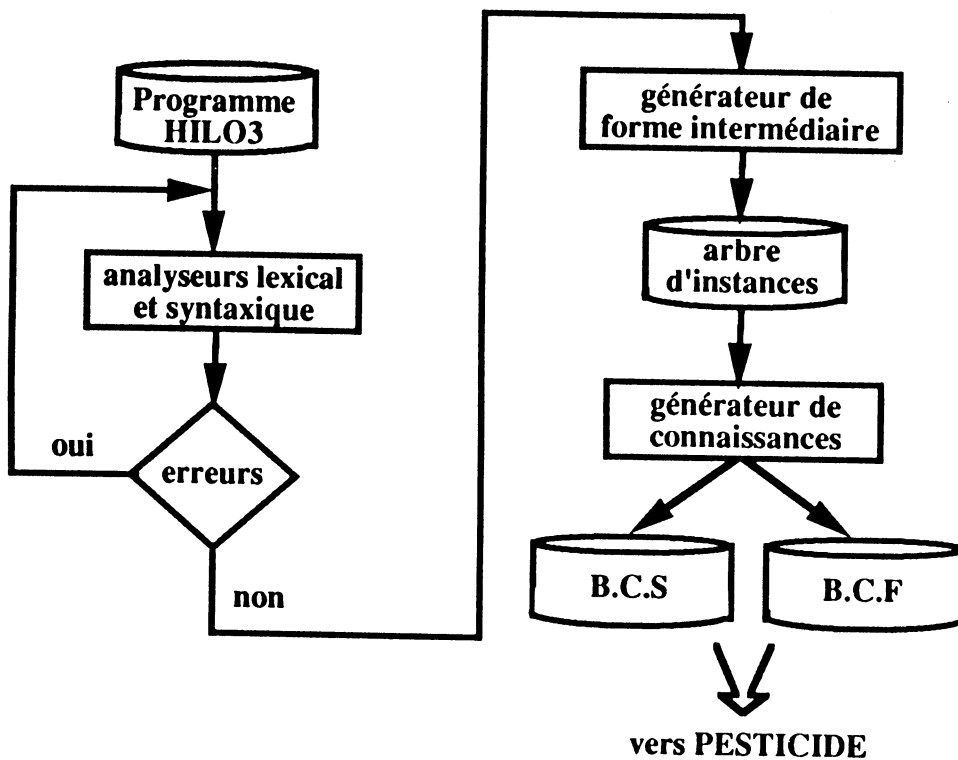 Programme
HILO3
analyseurs lexical
et syntaxique
oui
erreurs
non
générateur de
forme intermédiaire
arbre
d'instances
générateur de
connaissances
B.C.S
B.C.F
vers PESTICIDE